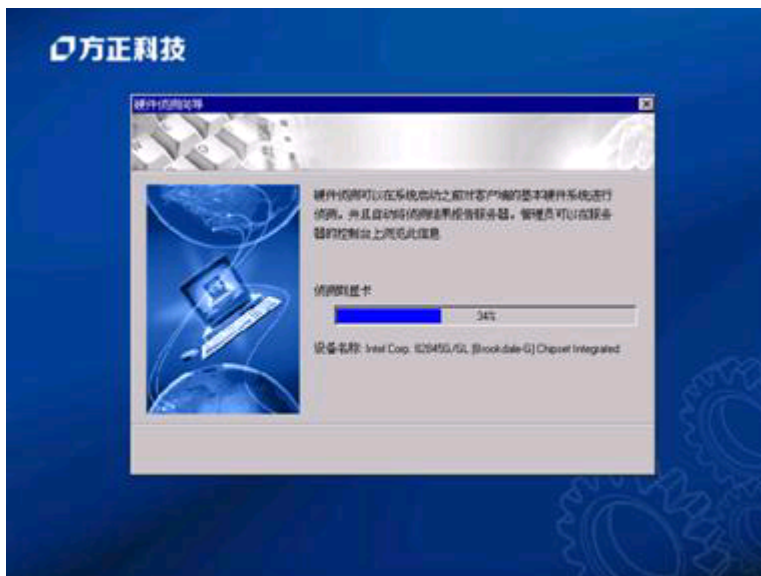 方正科技
硬件侦测向导
硬件侦测可以在系统启动之前对客户端的基本硬件系统进行
侦测，并且自动将侦测结果报告服务器，管理员可以在服务
器的控制台上浏览此信息
侦测到显卡
34%
设备名称: Intel Corp. 82845G/GL [Brookdale-G] Chipset Integrated